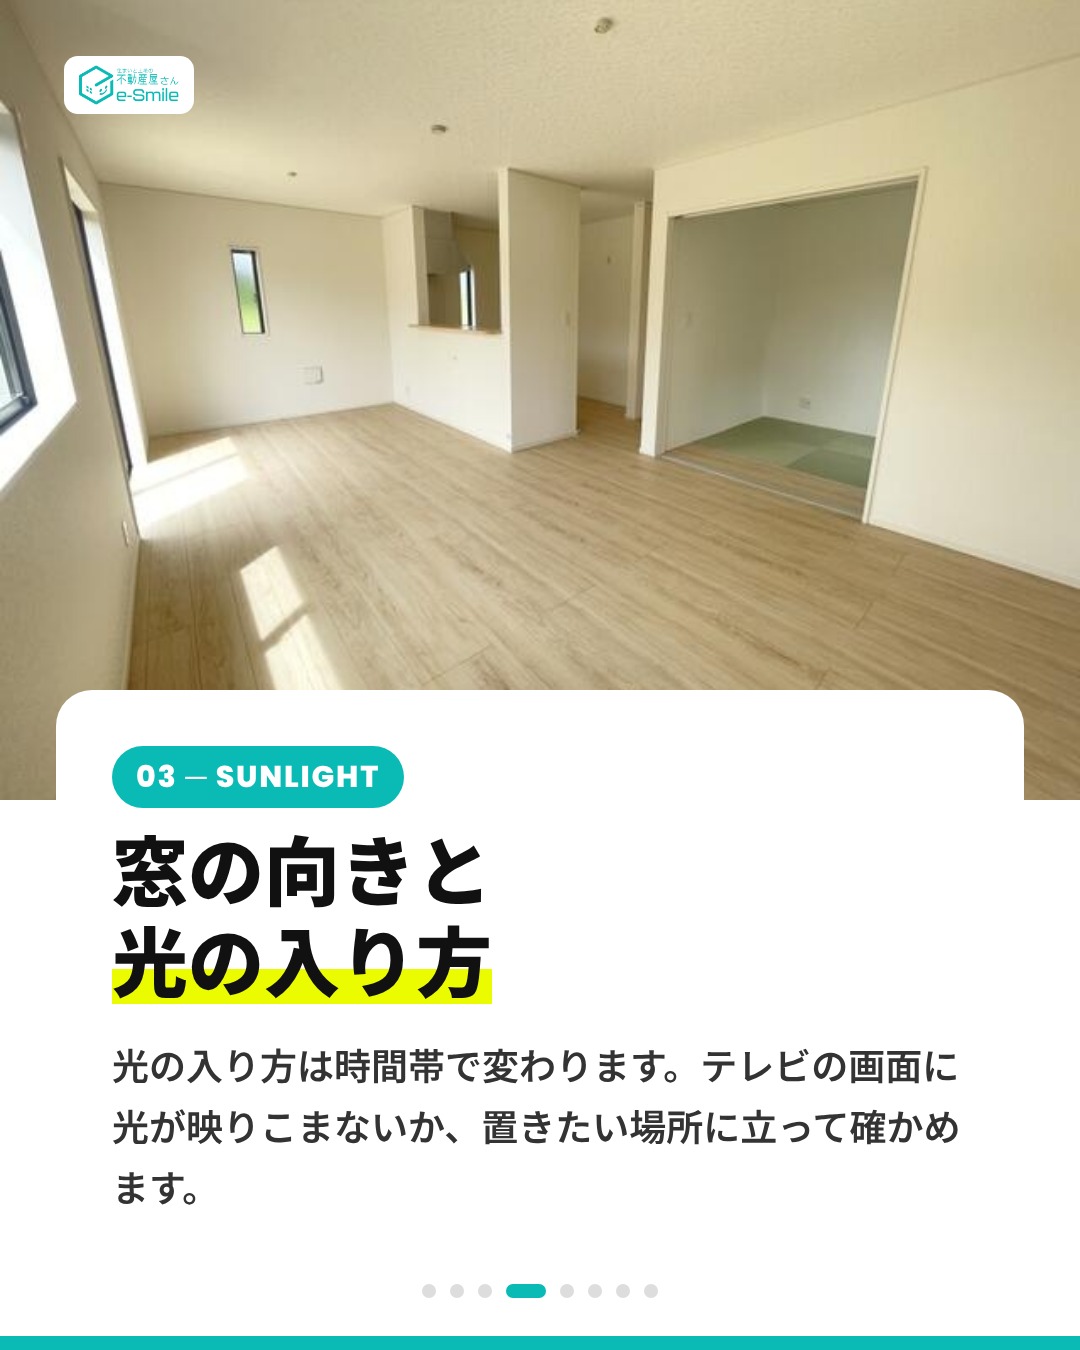 不動産屋さん
e-Smile
03 — SUNLIGHT
窓の向きと
光の入り方
光の入り方は時間帯で変わります。テレビの画面に
光が映りこまないか、置きたい場所に立って確かめ
ます。